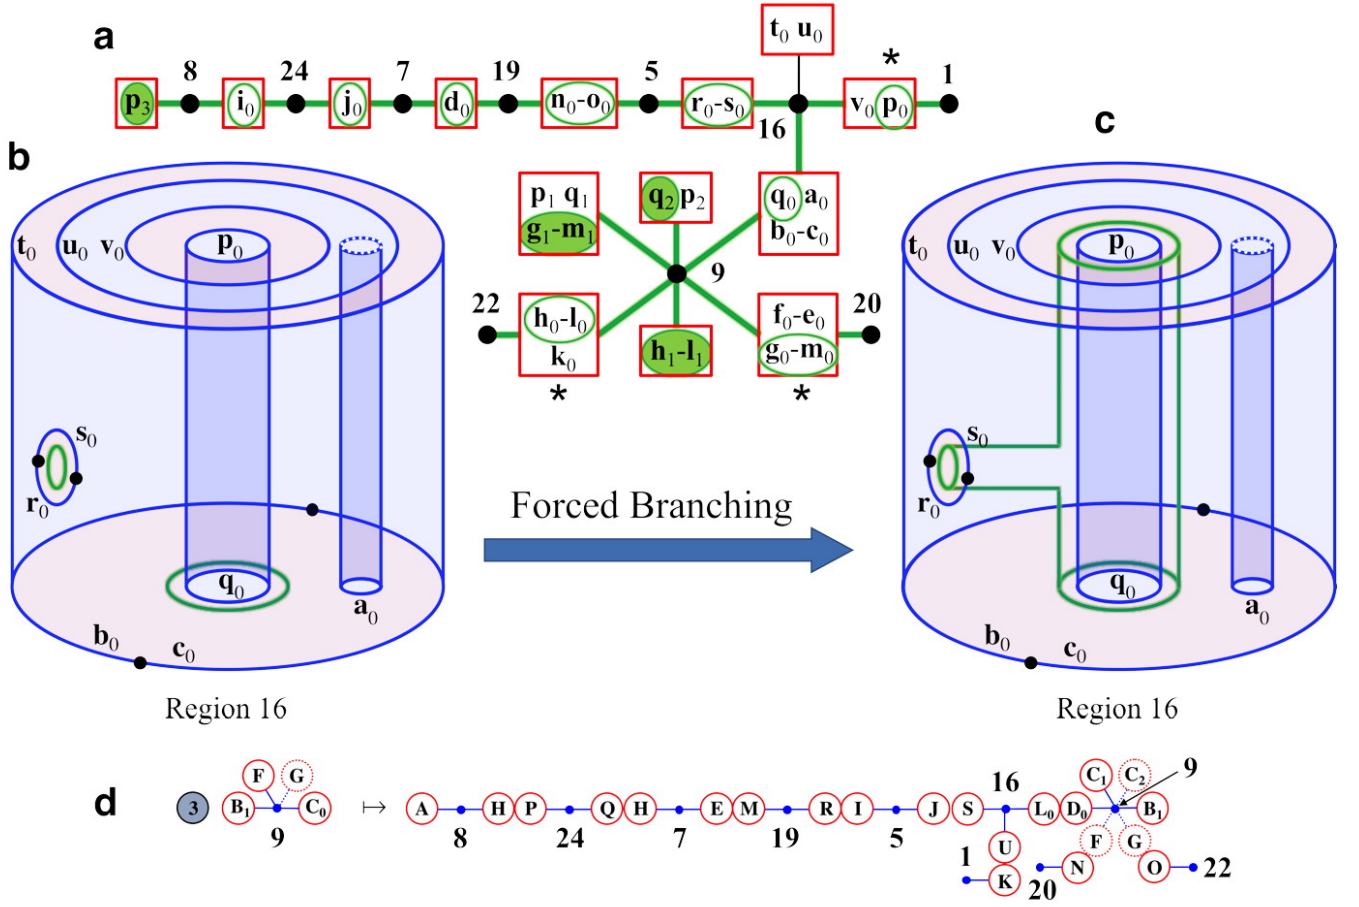 a
t₀ u₀
*
8 24 7 19 5 1
p₃ i₀ j₀ d₀ n₀-o₀ r₀-s₀ v₀ p₀
16
c
b
p₁ q₁ q₂ p₂ q₀ a₀
g₁-m₁ b₀-c₀
9
22 h₀-l₀ f₀-e₀ 20
k₀ h₁-l₁ g₀-m₀
* *
t₀ u₀ v₀ p₀
s₀
r₀
q₀
a₀
b₀ c₀
Region 16
Forced Branching
t₀ u₀ v₀ p₀
s₀
r₀
q₀
a₀
b₀ c₀
Region 16
d
3
F G
B₁ C₀
9
↦
16 C₁ C₂ 9
A H P Q H E M R I J S L₀ D₀ B₁
8 24 7 19 5
1 U F G
K 20 N O 22